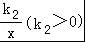 k₂/x (k₂>0)